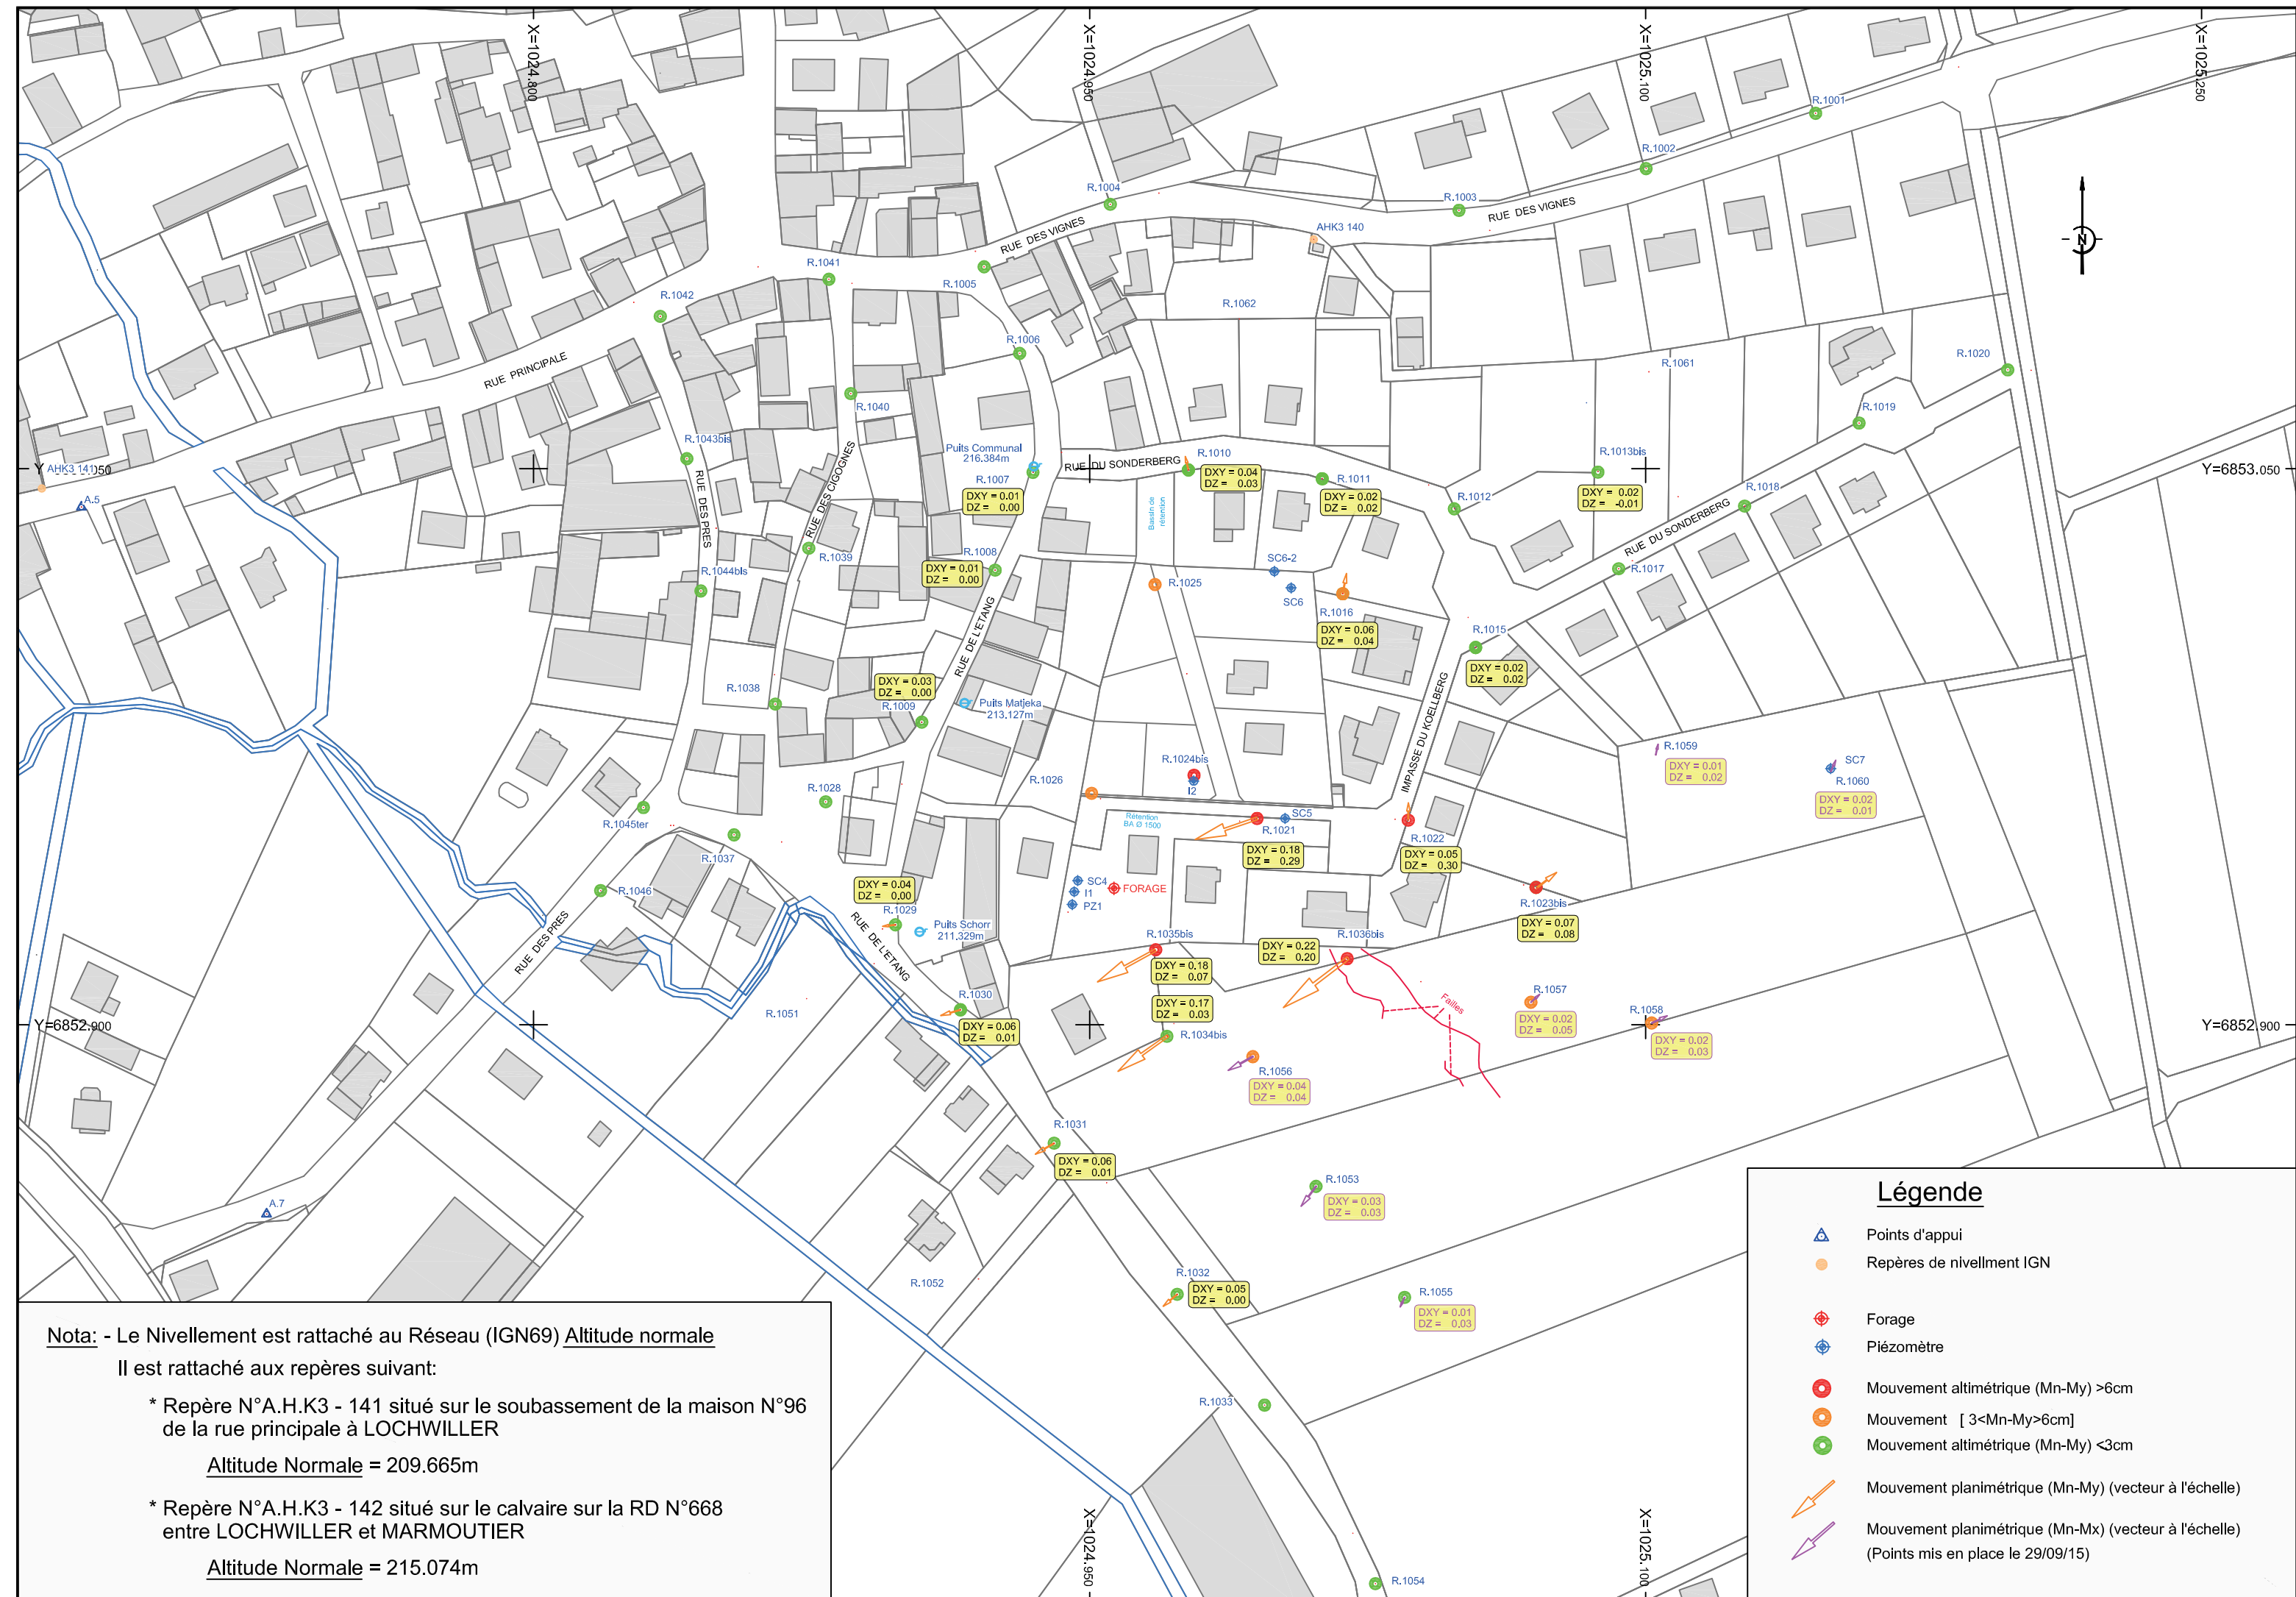 X=1024.800
X=1024.950
X=1025.100
X=1025.250
R.1001
R.1002
R.1003
R.1004
RUE DES VIGNES
RUE DES VIGNES
AHK3 140
N
R.1041
R.1005
R.1042
R.1062
R.1006
R.1061
R.1020
RUE PRINCIPALE
R.1040
R.1019
R.1043bis
Puits Communal
216.384m
RUE DU SONDERBERG
R.1010
DXY = 0.04
DZ = 0.03
R.1013bis
DXY = 0.02
DZ = -0.01
AHK3 141
Y=6853.050
A.5
RUE DES PRES
RUE DES CIGOGNES
R.1007
DXY = 0.01
DZ = 0.00
Bassin de
rétention
R.1011
DXY = 0.02
DZ = 0.02
R.1012
R.1018
RUE DU SONDERBERG
R.1039
R.1008
DXY = 0.01
DZ = 0.00
SC6-2
SC6
R.1017
R.1044bis
R.1025
R.1016
DXY = 0.06
DZ = 0.04
R.1015
DXY = 0.02
DZ = 0.02
RUE DE L'ETANG
R.1038
DXY = 0.03
DZ = 0.00
R.1009
Puits Matjeka
213.127m
IMPASSE DU KOELLBERG
R.1059
DXY = 0.01
DZ = 0.02
SC7
R.1060
DXY = 0.02
DZ = 0.01
R.1024bis
I2
R.1026
R.1028
R.1045ter
Rétention
BA Ø 1500
R.1021
SC5
DXY = 0.18
DZ = 0.29
R.1022
DXY = 0.05
DZ = 0.30
R.1037
R.1046
SC4
I1
PZ1
FORAGE
DXY = 0.04
DZ = 0.00
R.1029
R.1023bis
DXY = 0.07
DZ = 0.08
Puits Schorr
211.329m
RUE DES PRES
RUE DE L'ETANG
R.1035bis
DXY = 0.18
DZ = 0.07
DXY = 0.22
DZ = 0.20
R.1036bis
R.1030
DXY = 0.06
DZ = 0.01
R.1051
DXY = 0.17
DZ = 0.03
R.1034bis
Failles
R.1057
DXY = 0.02
DZ = 0.05
R.1058
DXY = 0.02
DZ = 0.03
Y=6852.900
Y=6852.900
R.1056
DXY = 0.04
DZ = 0.04
R.1031
DXY = 0.06
DZ = 0.01
R.1053
DXY = 0.03
DZ = 0.03
A.7
R.1052
R.1032
DXY = 0.05
DZ = 0.00
R.1055
DXY = 0.01
DZ = 0.03
R.1033
R.1054
X=1024.950
X=1025.100
Nota: - Le Nivellement est rattaché au Réseau (IGN69) Altitude normale
Il est rattaché aux repères suivant:
* Repère N°A.H.K3 - 141 situé sur le soubassement de la maison N°96
de la rue principale à LOCHWILLER
Altitude Normale = 209.665m
* Repère N°A.H.K3 - 142 situé sur le calvaire sur la RD N°668
entre LOCHWILLER et MARMOUTIER
Altitude Normale = 215.074m
Légende
Points d'appui
Repères de nivellment IGN
Forage
Piézomètre
Mouvement altimétrique (Mn-My) >6cm
Mouvement [ 3<Mn-My>6cm]
Mouvement altimétrique (Mn-My) <3cm
Mouvement planimétrique (Mn-My) (vecteur à l'échelle)
Mouvement planimétrique (Mn-Mx) (vecteur à l'échelle)
(Points mis en place le 29/09/15)